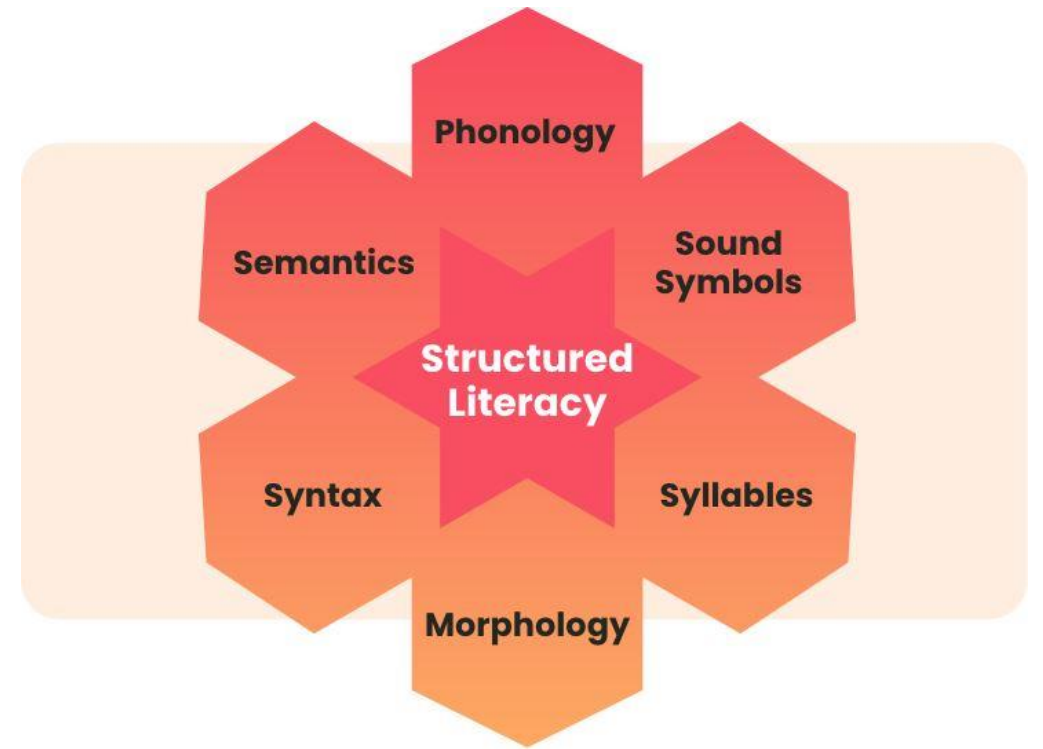 Phonology
Semantics
Sound
Symbols
Structured
Literacy
Syntax
Syllables
Morphology